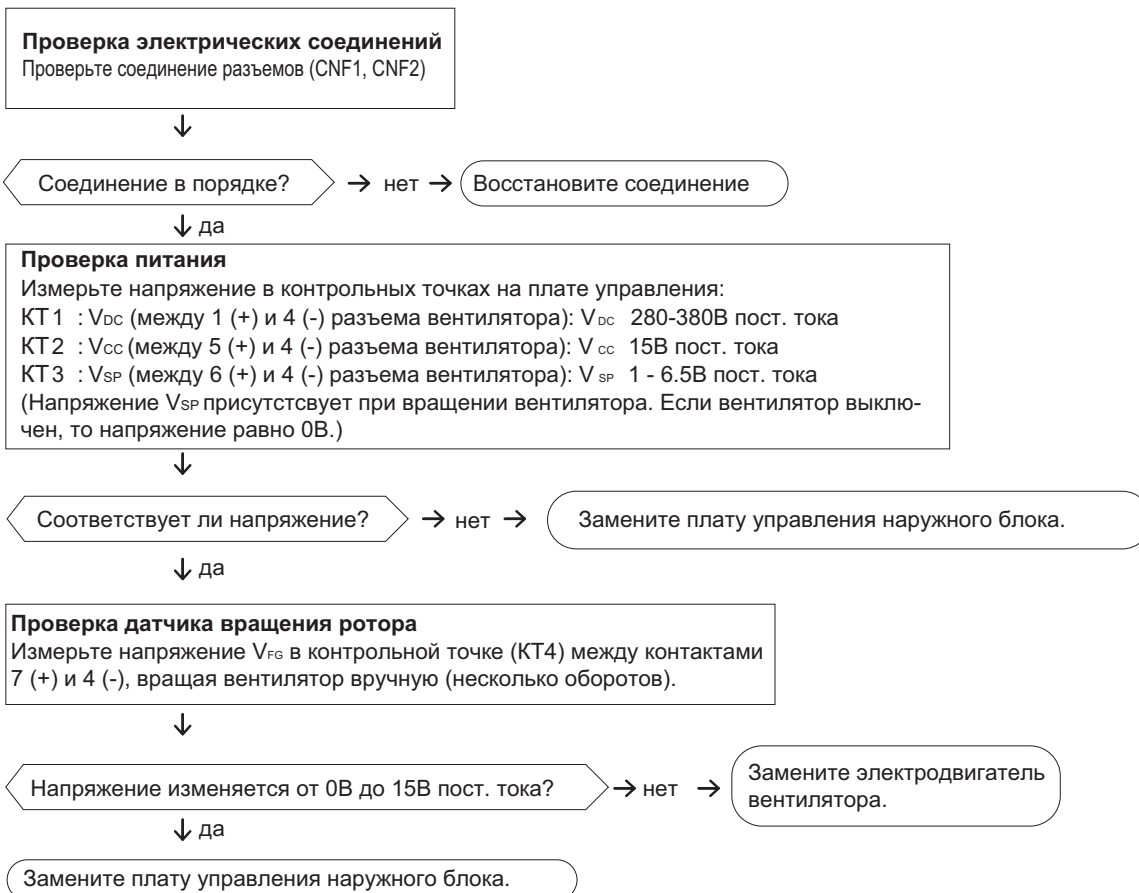 Проверка электрических соединений
Проверьте соединение разъемов (CNF1, CNF2)
Соединение в порядке? → нет → Восстановите соединение
да
Проверка питания
Измерьте напряжение в контрольных точках на плате управления:
КТ1 : VDC (между 1 (+) и 4 (-) разъема вентилятора): VDC 280-380В пост. тока
КТ2 : VCC (между 5 (+) и 4 (-) разъема вентилятора): VCC 15В пост. тока
КТ3 : VSP (между 6 (+) и 4 (-) разъема вентилятора): VSP 1 - 6.5В пост. тока
(Напряжение VSP присутстсвует при вращении вентилятора. Если вентилятор выклю-
чен, то напряжение равно 0В.)
Соответствует ли напряжение? → нет → Замените плату управления наружного блока.
да
Проверка датчика вращения ротора
Измерьте напряжение VFG в контрольной точке (КТ4) между контактами
7 (+) и 4 (-), вращая вентилятор вручную (несколько оборотов).
Напряжение изменяется от 0В до 15В пост. тока? → нет → Замените электродвигатель
вентилятора.
да
Замените плату управления наружного блока.